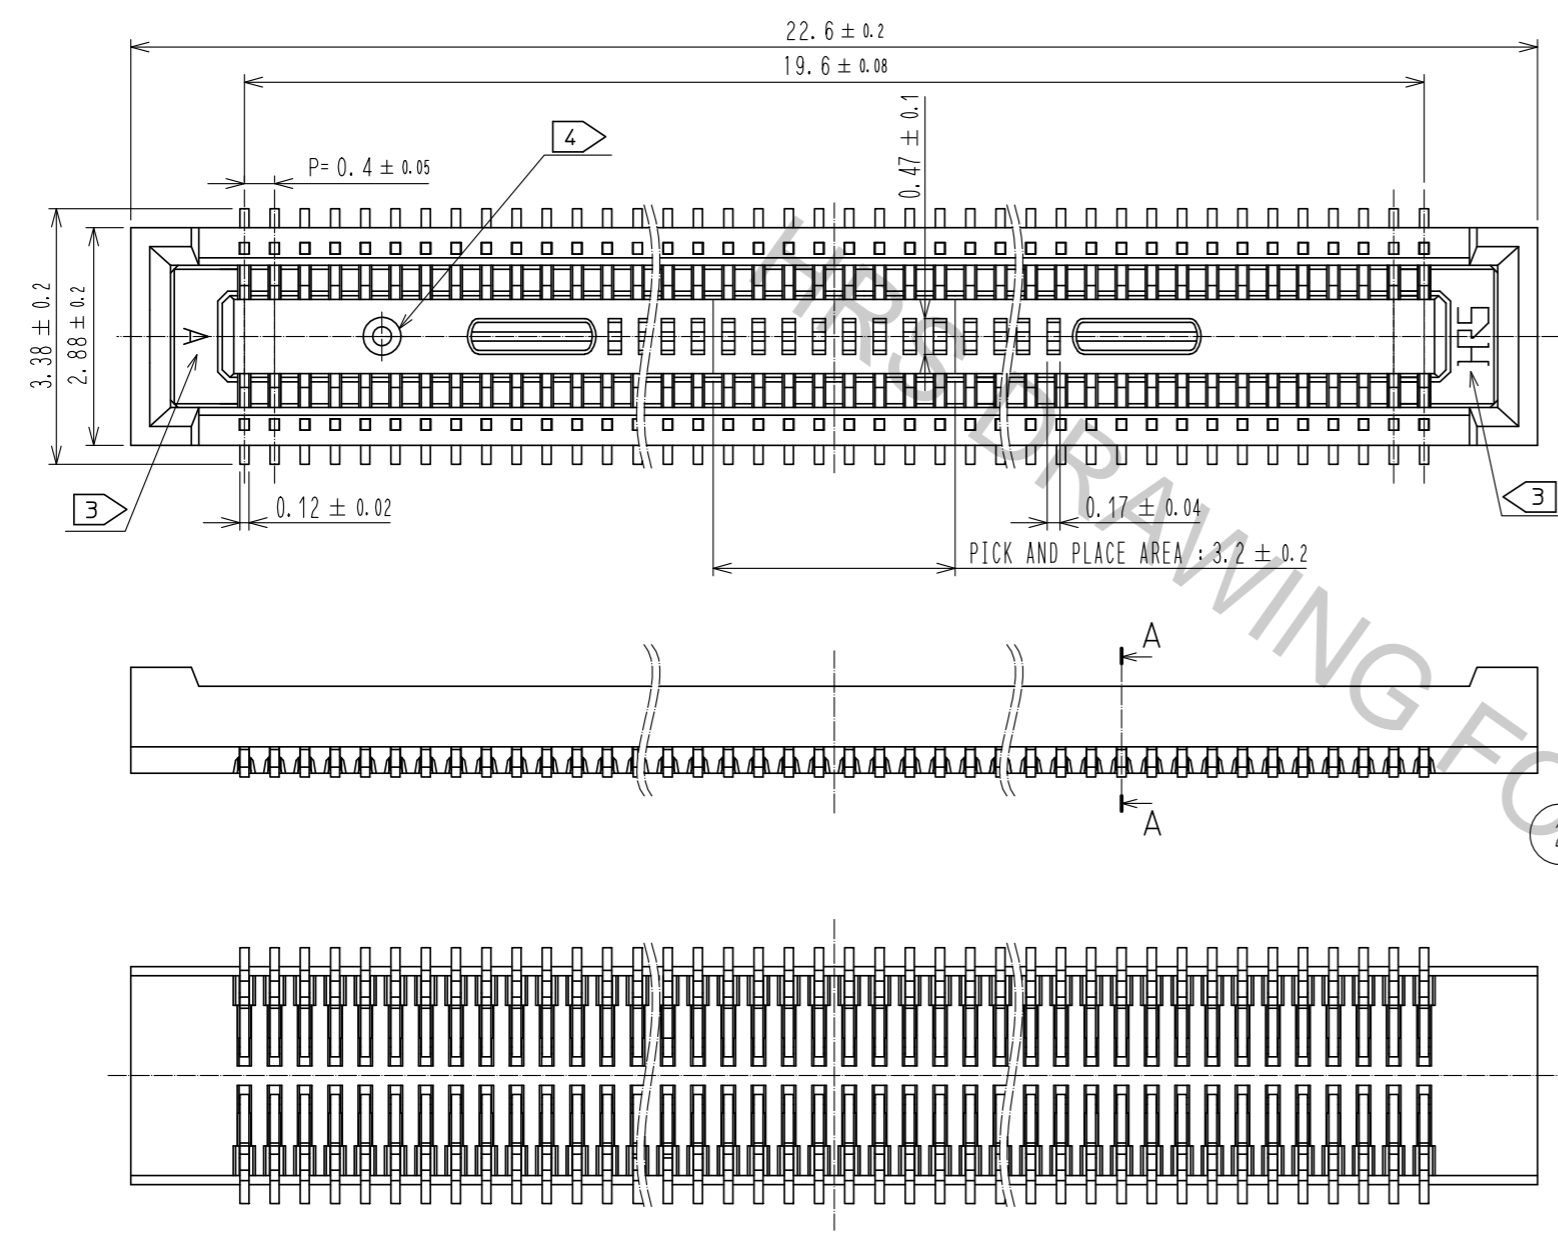 22.6 ± 0.2
19.6 ± 0.08
P= 0.4 ± 0.05
4
0.47 ± 0.1
3.38 ± 0.2
2.88 ± 0.2
A
HRS
3
0.12 ± 0.02
0.17 ± 0.04
3
PICK AND PLACE AREA : 3.2 ± 0.2
HRS DRAWING FO
A
A